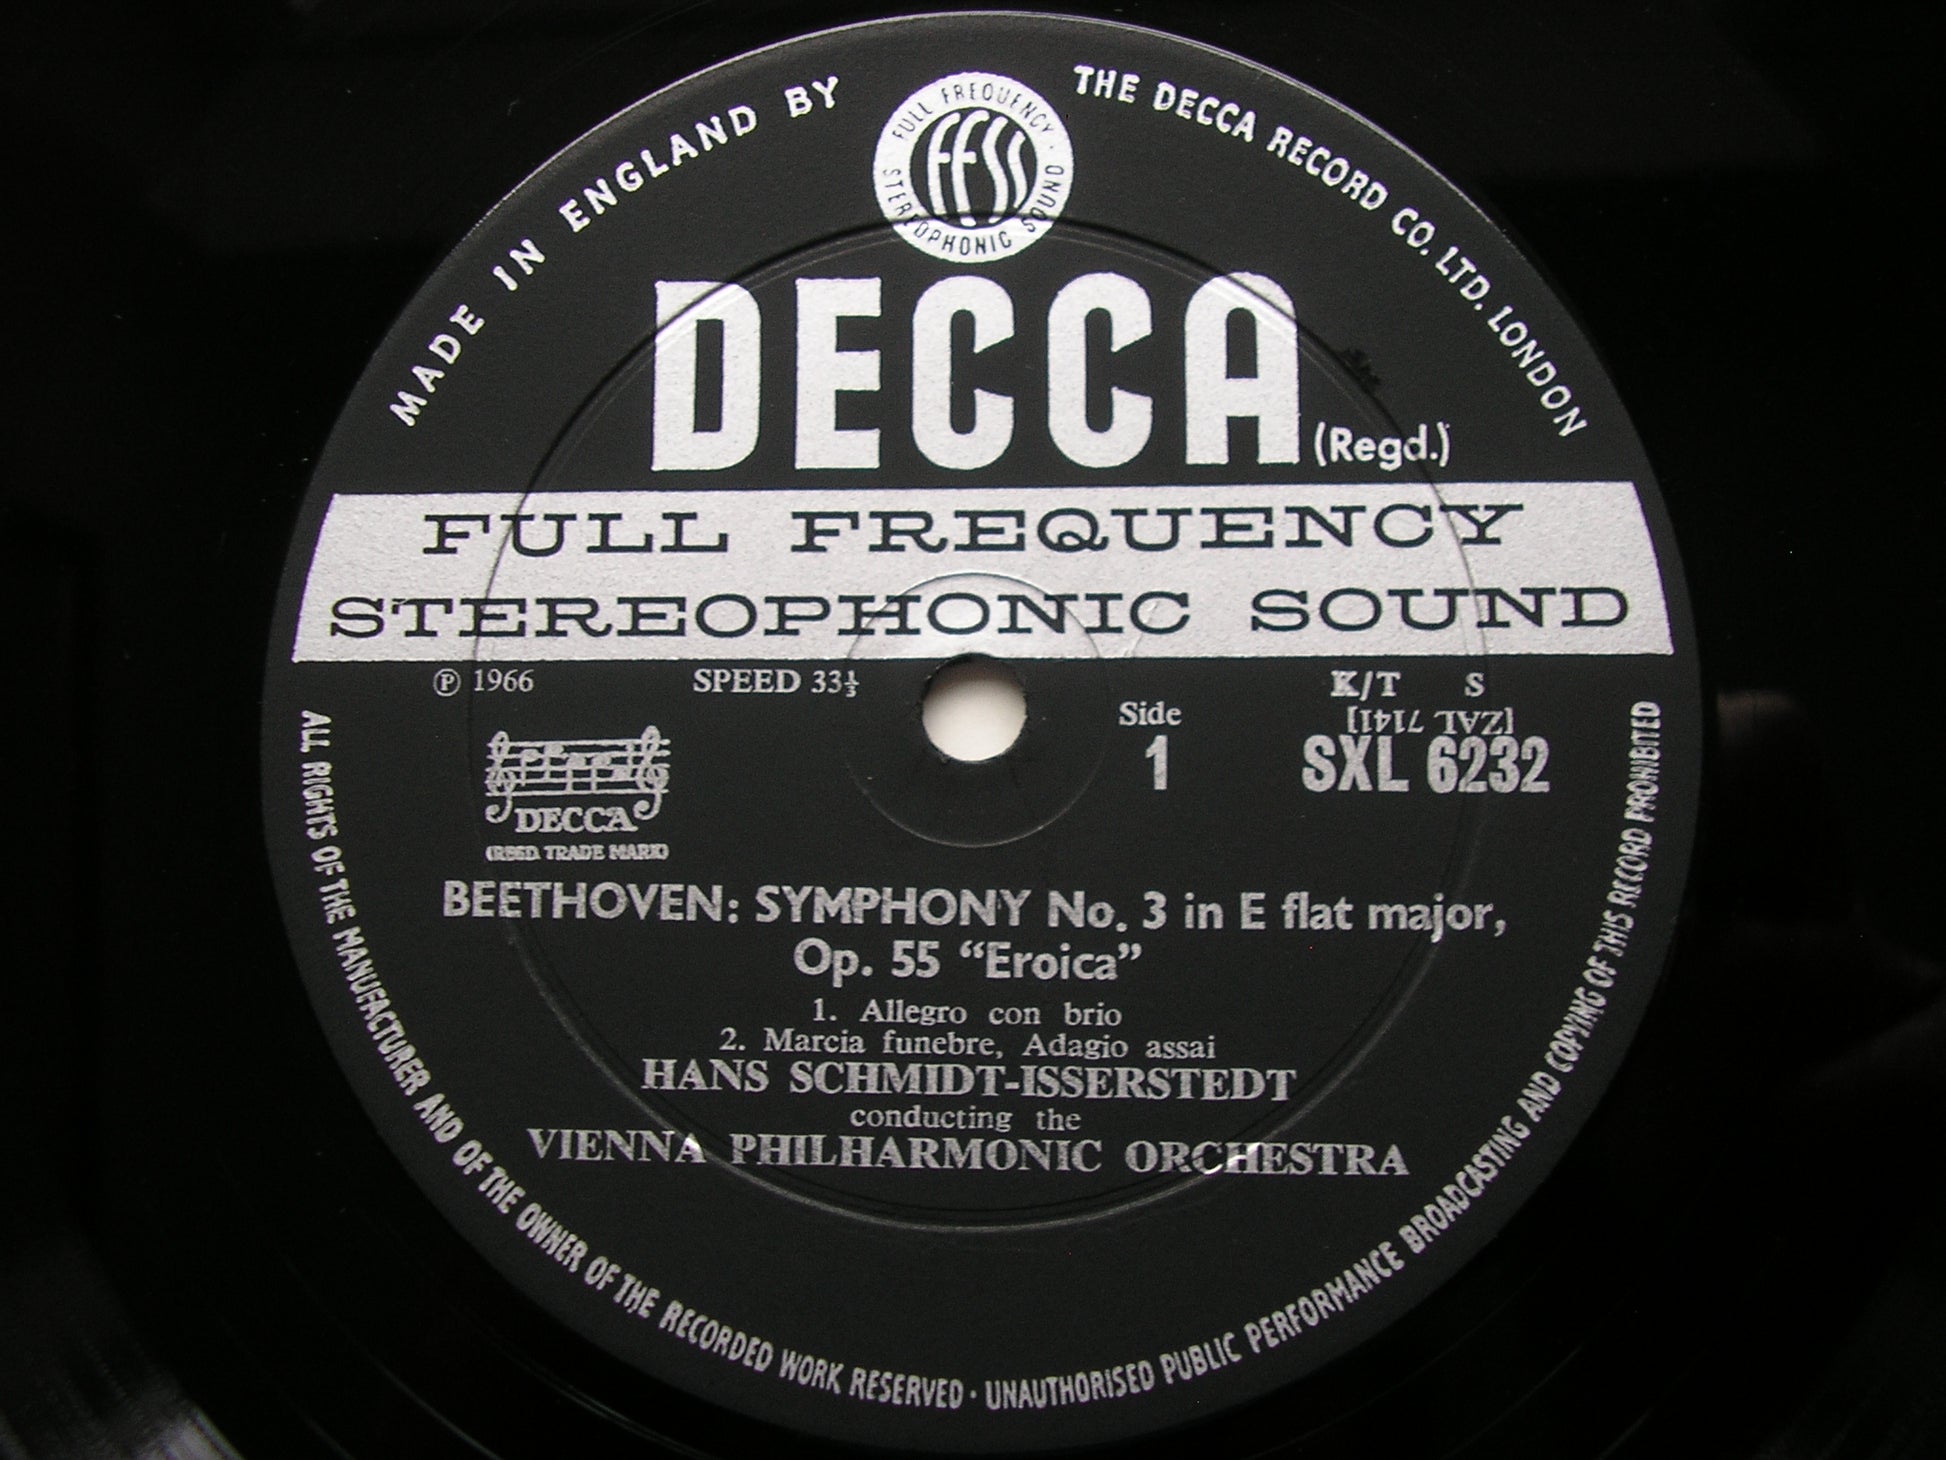 MADE IN ENGLAND BY
THE DECCA RECORD CO. LTD. LONDON
FULL FREQUENCY · STEREOPHONIC SOUND
FFSS
DECCA (Regd.)
FULL FREQUENCY
STEREOPHONIC SOUND
℗ 1966
SPEED 33⅓
K/T S
[ZAL 7141]
Side
1
SXL 6232
DECCA
(REGD. TRADE MARK)
BEETHOVEN: SYMPHONY No. 3 in E flat major,
Op. 55 “Eroica”
1. Allegro con brio
2. Marcia funebre, Adagio assai
HANS SCHMIDT-ISSERSTEDT
conducting the
VIENNA PHILHARMONIC ORCHESTRA
ALL RIGHTS OF THE MANUFACTURER AND OF THE OWNER OF THE RECORDED WORK RESERVED · UNAUTHORISED PUBLIC PERFORMANCE BROADCASTING AND COPYING OF THIS RECORD PROHIBITED